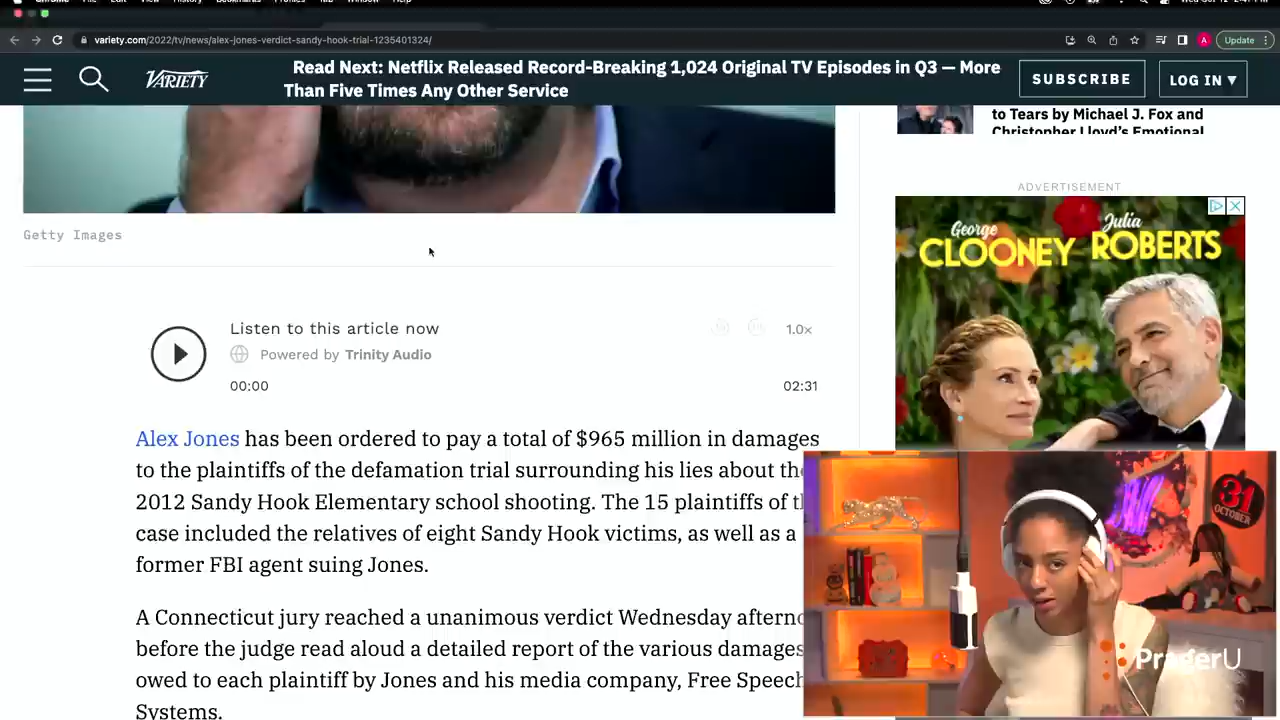 variety.com/2022/tv/news/alex-jones-verdict-sandy-hook-trial-1235401324/
A
Update
VARIETY
Read Next: Netflix Released Record-Breaking 1,024 Original TV Episodes in Q3 — More
Than Five Times Any Other Service
SUBSCRIBE
LOG IN ▾
to Tears by Michael J. Fox and
Christopher Lloyd's Emotional
ADVERTISEMENT
George
CLOONEY
Julia
ROBERTS
Getty Images
Listen to this article now
1.0×
Powered by Trinity Audio
00:00
02:31
Alex Jones has been ordered to pay a total of $965 million in damages
to the plaintiffs of the defamation trial surrounding his lies about the
2012 Sandy Hook Elementary school shooting. The 15 plaintiffs of
case included the relatives of eight Sandy Hook victims, as well as a
former FBI agent suing Jones.
A Connecticut jury reached a unanimous verdict Wednesday
before the judge read aloud a detailed report of the various damages
owed to each plaintiff by Jones and his media company, Free Speech
Systems.
31
OCTOBER
PragerU